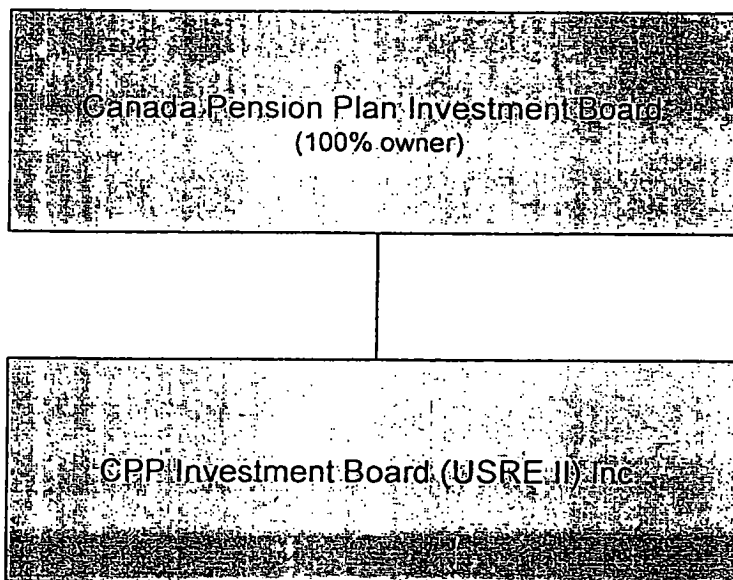 Canada Pension Plan Investment Board
(100% owner)
CPP Investment Board (USRE II) Inc